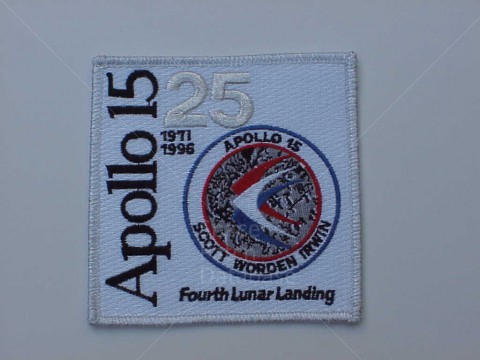 Apollo 15
25
1971
1996
APOLLO 15
SCOTT WORDEN IRWIN
Fourth Lunar Landing